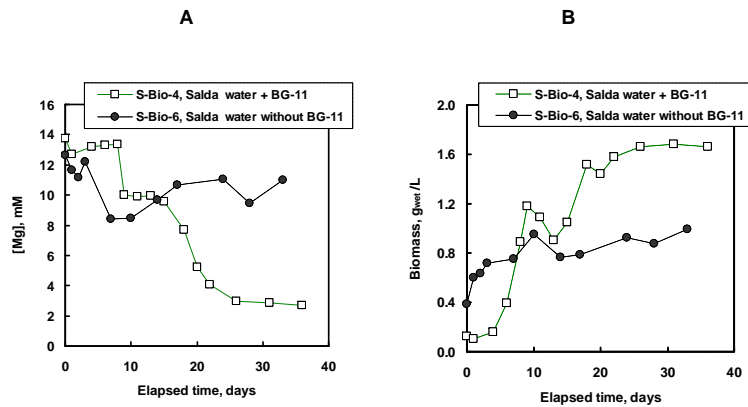 A
S-Bio-4, Salda water + BG-11
S-Bio-6, Salda water without BG-11
[Mg], mM
16
14
12
10
8
6
4
2
0
0 10 20 30 40
Elapsed time, days
B
S-Bio-4, Salda water + BG-11
S-Bio-6, Salda water without BG-11
Biomass, gwet/L
2.0
1.6
1.2
0.8
0.4
0.0
0 10 20 30 40
Elapsed time, days